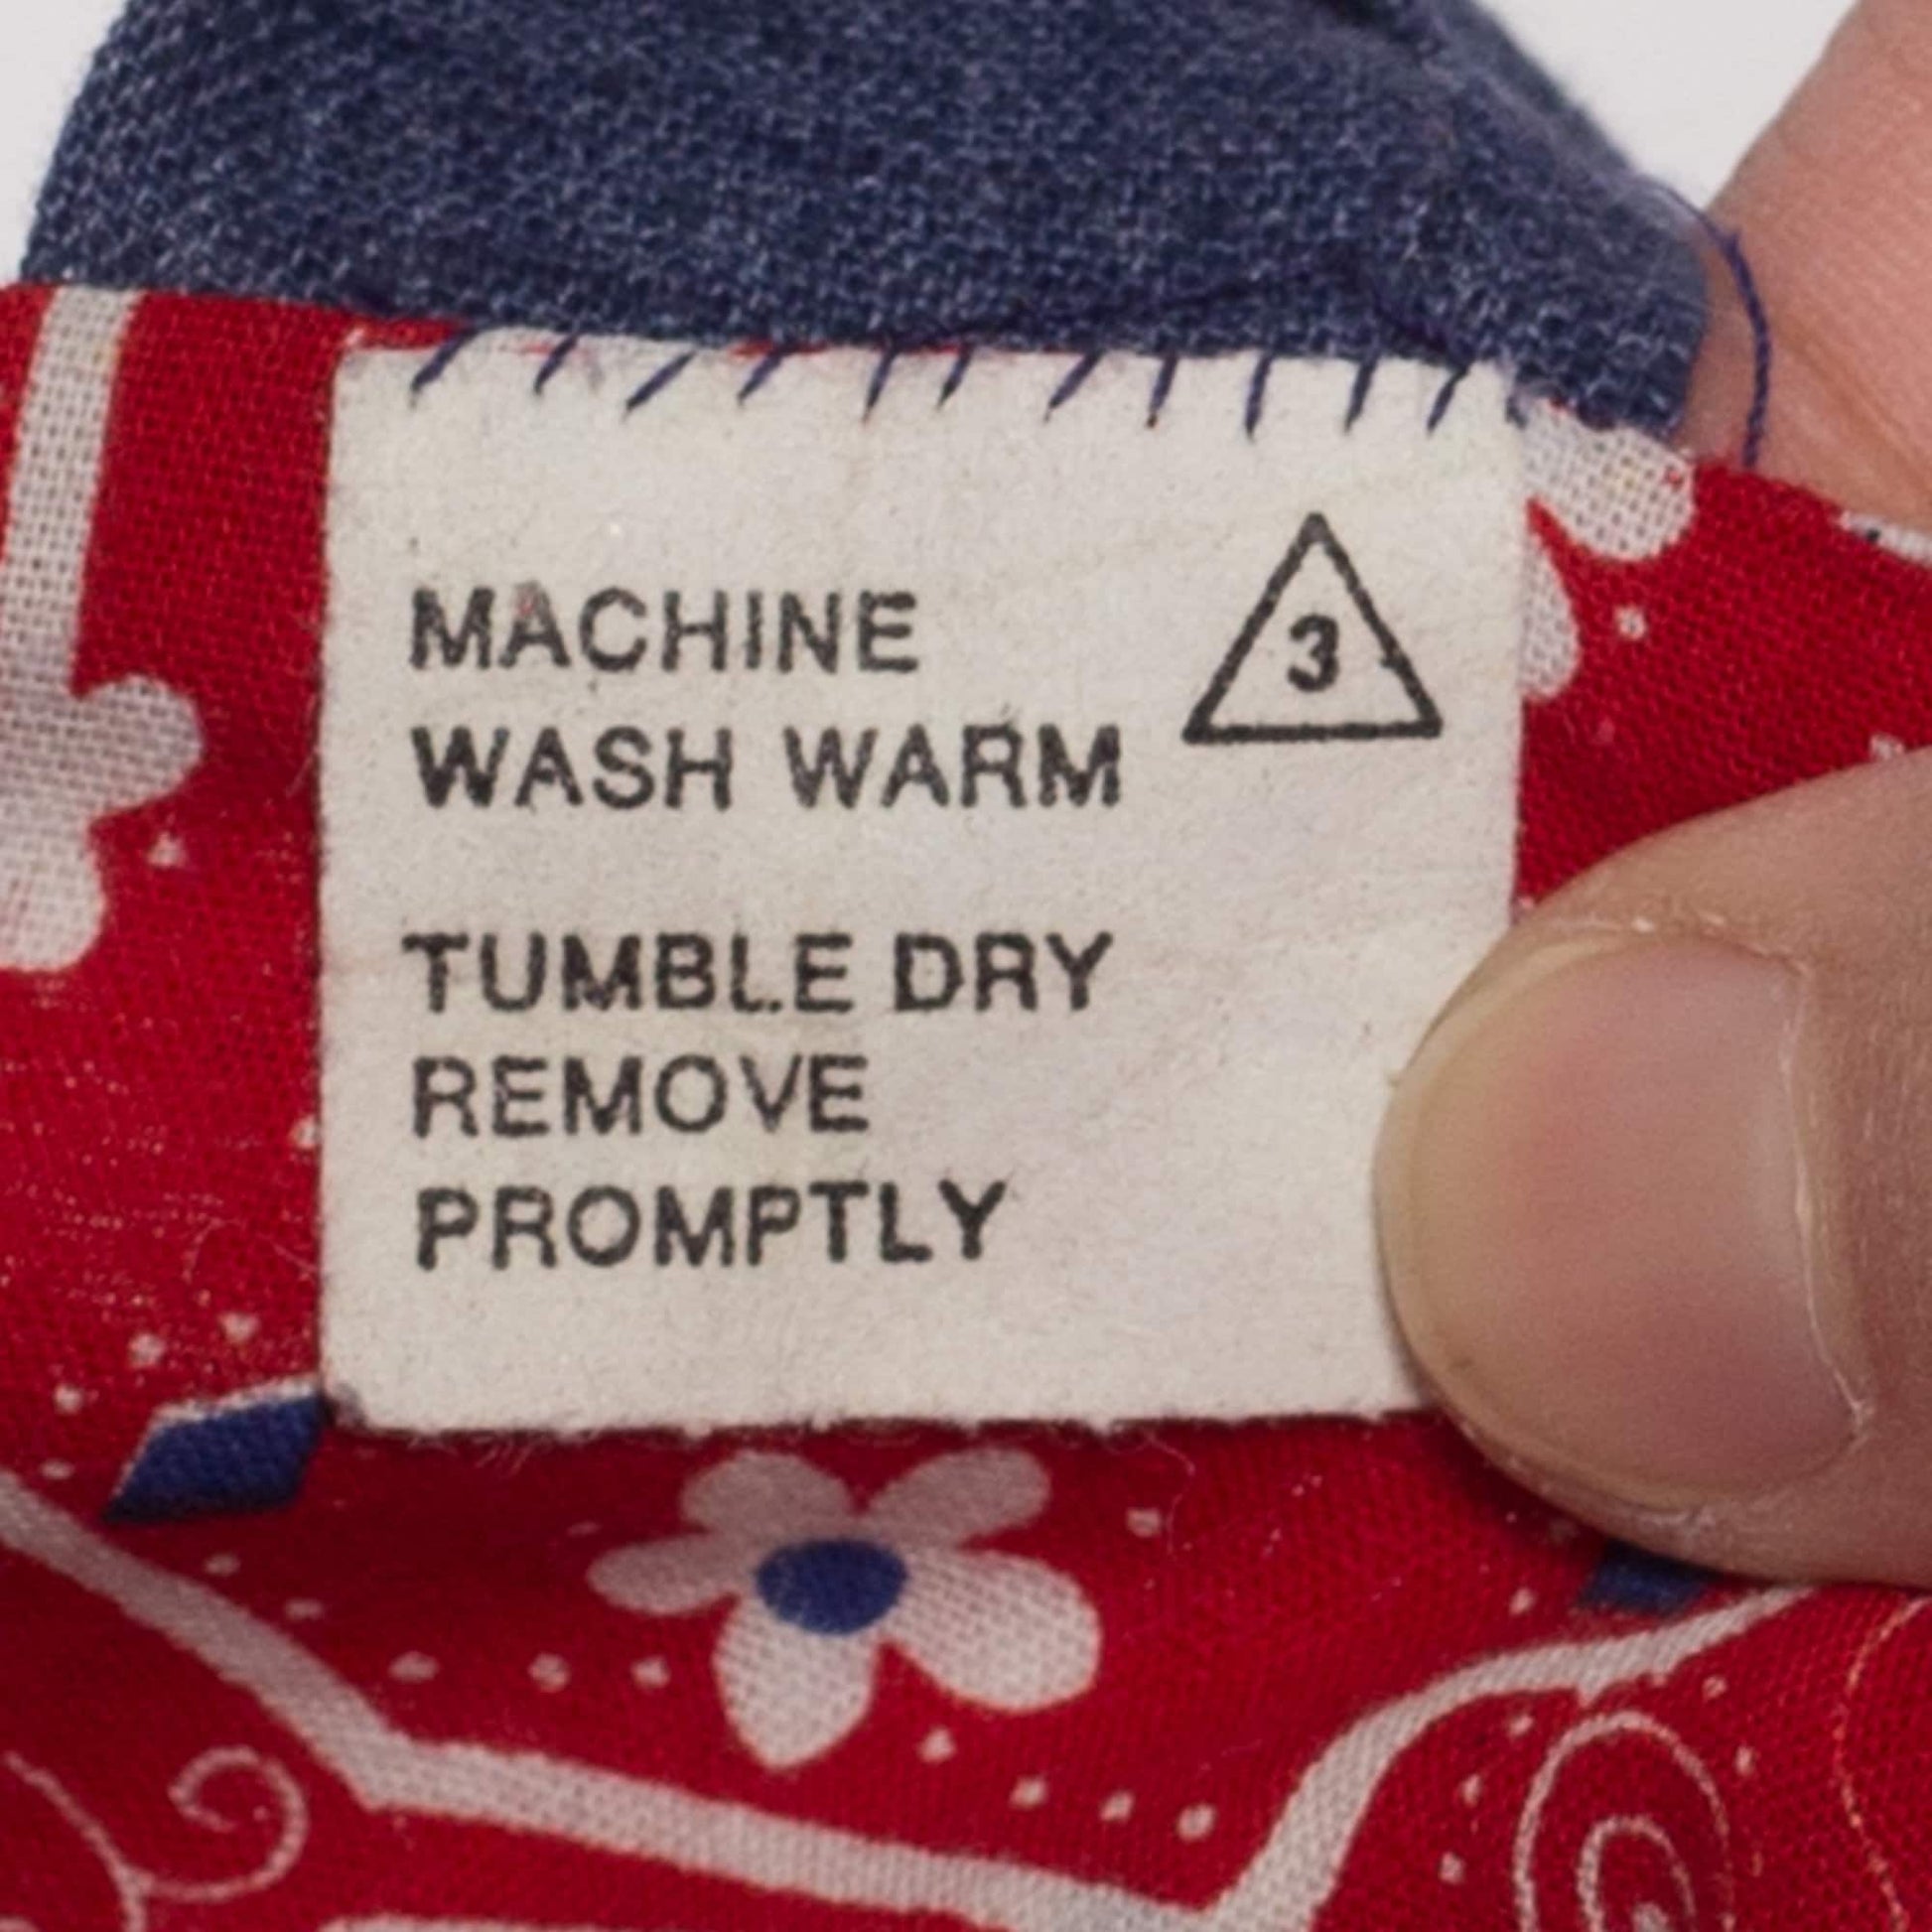 MACHINE
WASH WARM
3
TUMBLE DRY
REMOVE
PROMPTLY